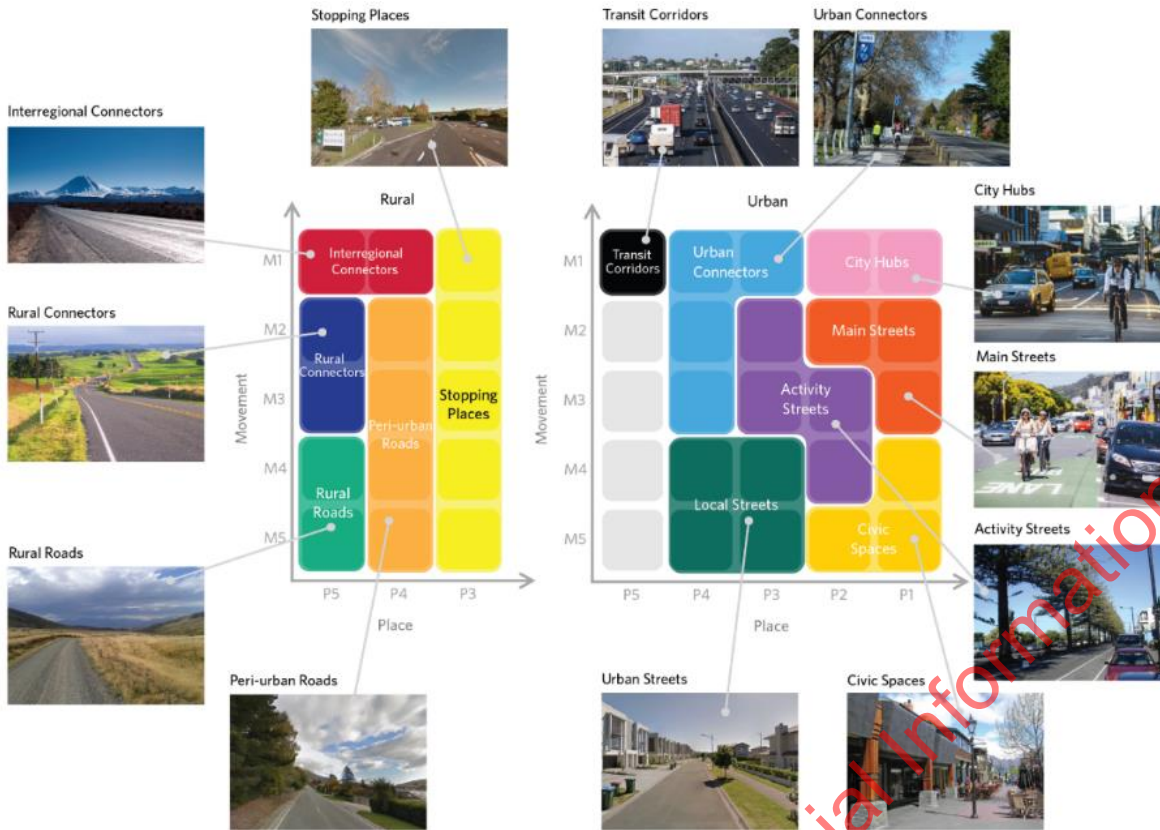 Stopping Places
Transit Corridors
Urban Connectors
Interregional Connectors
City Hubs
Rural
Urban
M1
Interregional
Connectors
M1
Transit
Corridors
Urban
Connectors
City Hubs
Rural Connectors
M2
M2
Main Streets
Main Streets
Rural
Connectors
Movement
M3
Stopping
Places
Peri-urban
Roads
Movement
M3
Activity
Streets
LANE
M4
M4
Rural
Roads
Local Streets
Rural Roads
M5
M5
Civic
Spaces
Activity Streets
P5
P4
P3
P5
P4
P3
P2
P1
Place
Place
Peri-urban Roads
Urban Streets
Civic Spaces
ial Information